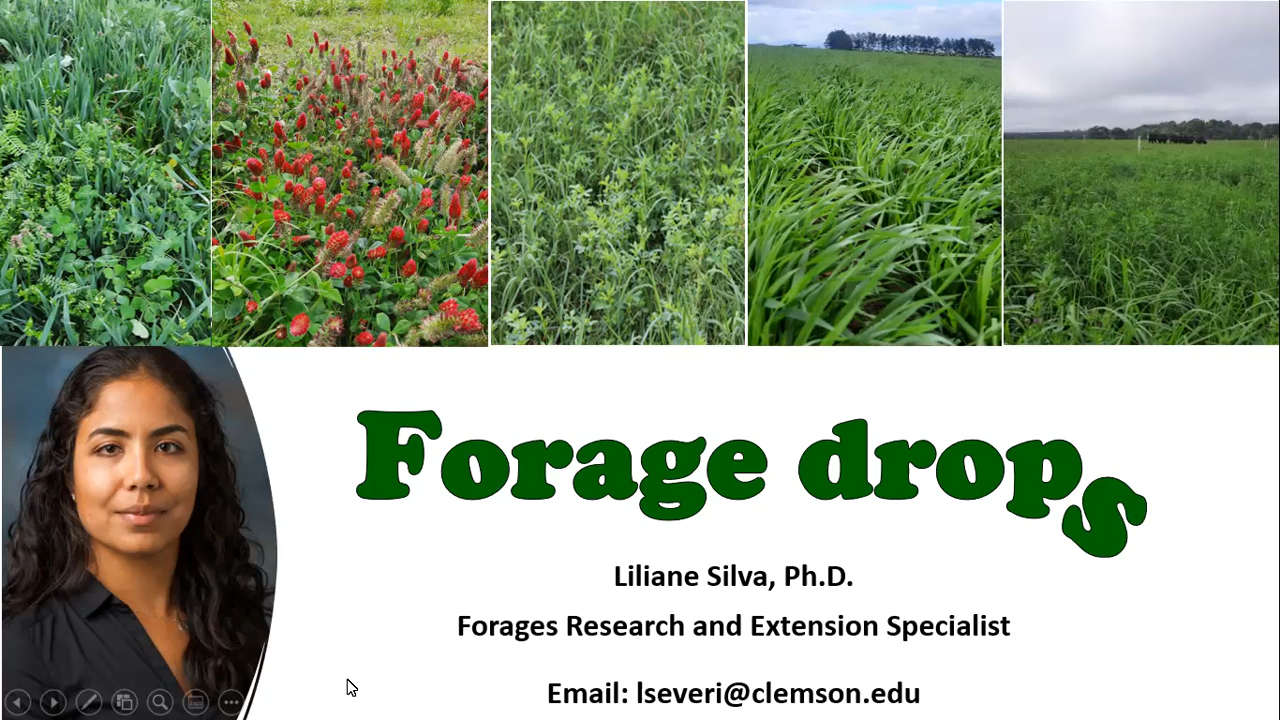 Forage drops
Liliane Silva, Ph.D.
Forages Research and Extension Specialist
Email: lseveri@clemson.edu